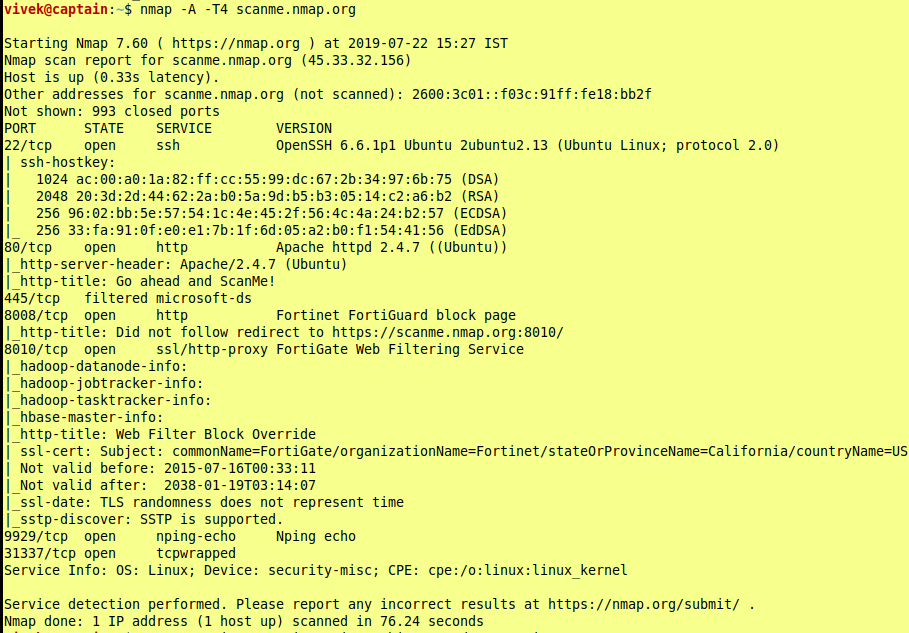 vivek@captain:~$ nmap -A -T4 scanme.nmap.org
Starting Nmap 7.60 ( https://nmap.org ) at 2019-07-22 15:27 IST
Nmap scan report for scanme.nmap.org (45.33.32.156)
Host is up (0.33s latency).
Other addresses for scanme.nmap.org (not scanned): 2600:3c01::f03c:91ff:fe18:bb2f
Not shown: 993 closed ports
PORT      STATE    SERVICE        VERSION
22/tcp    open     ssh            OpenSSH 6.6.1p1 Ubuntu 2ubuntu2.13 (Ubuntu Linux; protocol 2.0)
| ssh-hostkey:
|   1024 ac:00:a0:1a:82:ff:cc:55:99:dc:67:2b:34:97:6b:75 (DSA)
|   2048 20:3d:2d:44:62:2a:b0:5a:9d:b5:b3:05:14:c2:a6:b2 (RSA)
|   256 96:02:bb:5e:57:54:1c:4e:45:2f:56:4c:4a:24:b2:57 (ECDSA)
|_  256 33:fa:91:0f:e0:e1:7b:1f:6d:05:a2:b0:f1:54:41:56 (EdDSA)
80/tcp    open     http           Apache httpd 2.4.7 ((Ubuntu))
|_http-server-header: Apache/2.4.7 (Ubuntu)
|_http-title: Go ahead and ScanMe!
445/tcp   filtered microsoft-ds
8008/tcp  open     http           Fortinet FortiGuard block page
|_http-title: Did not follow redirect to https://scanme.nmap.org:8010/
8010/tcp  open     ssl/http-proxy FortiGate Web Filtering Service
|_hadoop-datanode-info:
|_hadoop-jobtracker-info:
|_hadoop-tasktracker-info:
|_hbase-master-info:
|_http-title: Web Filter Block Override
| ssl-cert: Subject: commonName=FortiGate/organizationName=Fortinet/stateOrProvinceName=California/countryName=US
| Not valid before: 2015-07-16T00:33:11
|_Not valid after:  2038-01-19T03:14:07
|_ssl-date: TLS randomness does not represent time
|_sstp-discover: SSTP is supported.
9929/tcp  open     nping-echo     Nping echo
31337/tcp open     tcpwrapped
Service Info: OS: Linux; Device: security-misc; CPE: cpe:/o:linux:linux_kernel
Service detection performed. Please report any incorrect results at https://nmap.org/submit/ .
Nmap done: 1 IP address (1 host up) scanned in 76.24 seconds